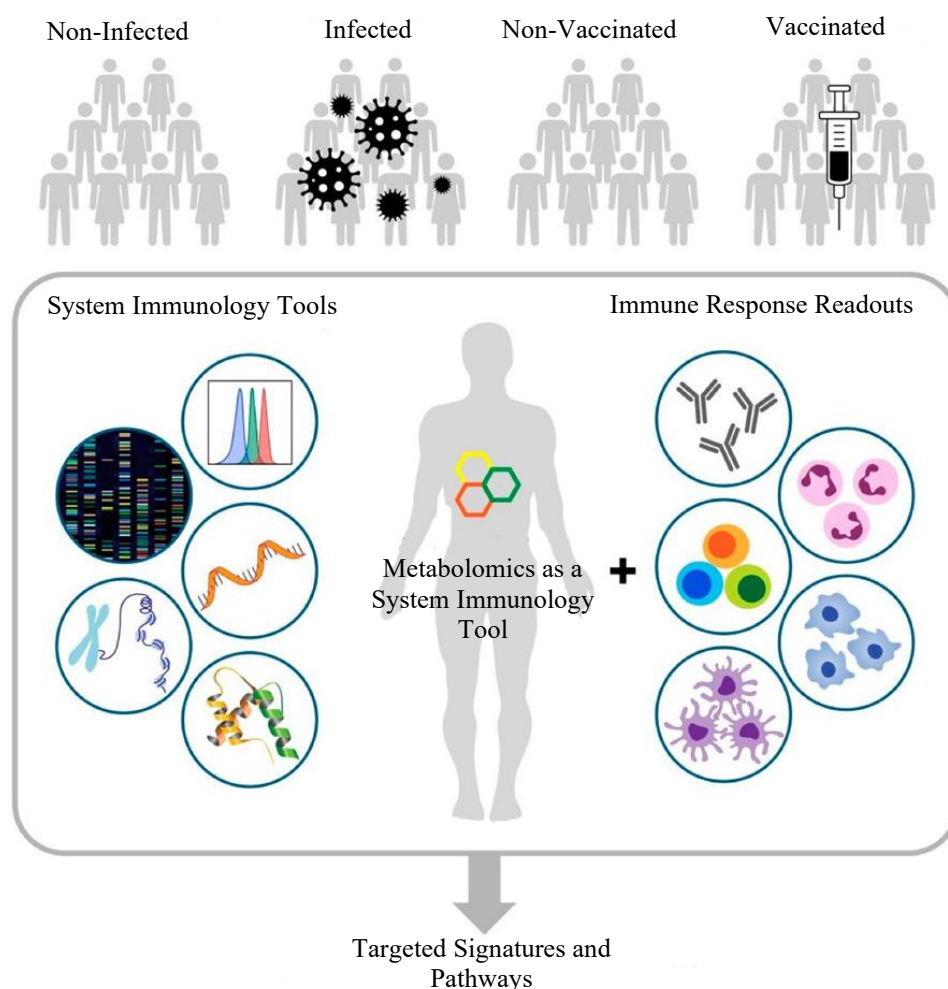 Non-Infected
Infected
Non-Vaccinated
Vaccinated
System Immunology Tools
Immune Response Readouts
Metabolomics as a
System Immunology
Tool
+
Targeted Signatures and
Pathways